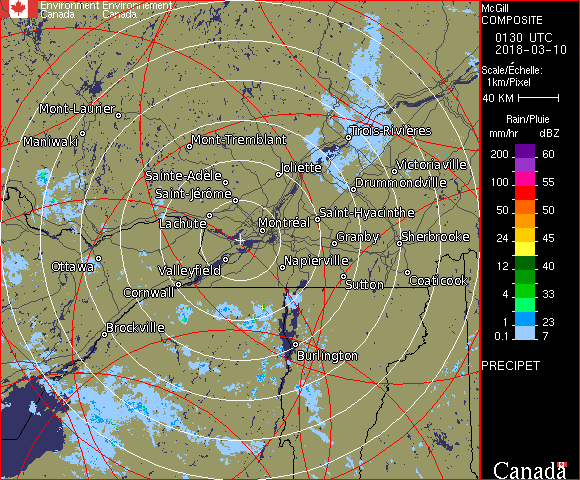 Environment Environnement
Canada Canada
McGill
COMPOSITE
0130 UTC
2018-03-10
Scale/Échelle:
1km/Pixel
40 KM
Rain/Pluie
mm/hr dBZ
200 60
100 55
50 50
24 45
12 40
4 33
1 23
0.1 7
PRECIPET
Canada
Mont-Laurier
Maniwaki
Mont-Tremblant
Trois-Rivières
Joliette
Victoriaville
Sainte-Adèle
Drummondville
Saint-Jérôme
Lachute
Saint-Hyacinthe
Montréal
Granby
Sherbrooke
Ottawa
Valleyfield
Napierville
Cornwall
Sutton
Coaticook
Brockville
Burlington